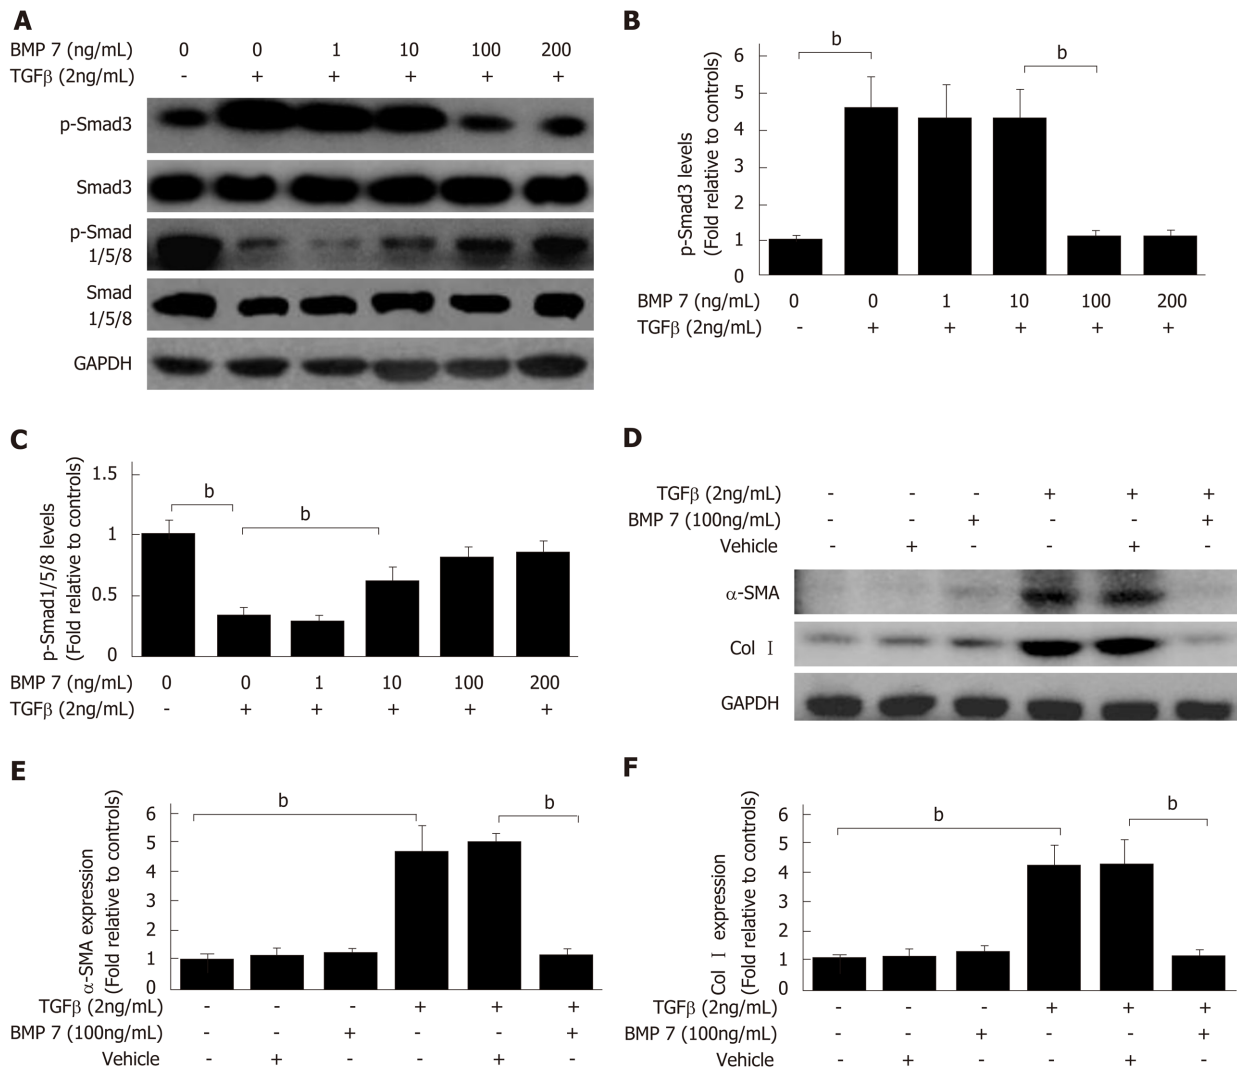 A
BMP 7 (ng/mL) 0 0 1 10 100 200
TGFβ (2ng/mL) - + + + + +
p-Smad3
Smad3
p-Smad
1/5/8
Smad
1/5/8
GAPDH
B
p-Smad3 levels
(Fold relative to controls)
6
5
4
3
2
1
0
b
b
BMP 7 (ng/mL) 0 0 1 10 100 200
TGFβ (2ng/mL) - + + + + +
C
p-Smad1/5/8 levels
(Fold relative to controls)
1.5
1
0.5
0
b
b
BMP 7 (ng/mL) 0 0 1 10 100 200
TGFβ (2ng/mL) - + + + + +
D
TGFβ (2ng/mL) - - - + + +
BMP 7 (100ng/mL) - - + - - +
Vehicle - + - - + -
α-SMA
Col I
GAPDH
E
α-SMA expression
(Fold relative to controls)
6
5
4
3
2
1
0
b
b
TGFβ (2ng/mL) - - - + + +
BMP 7 (100ng/mL) - - + - - +
Vehicle - + - - + -
F
Col I expression
(Fold relative to controls)
6
5
4
3
2
1
0
b
b
TGFβ (2ng/mL) - - - + + +
BMP 7 (100ng/mL) - - + - - +
Vehicle - + - - + -